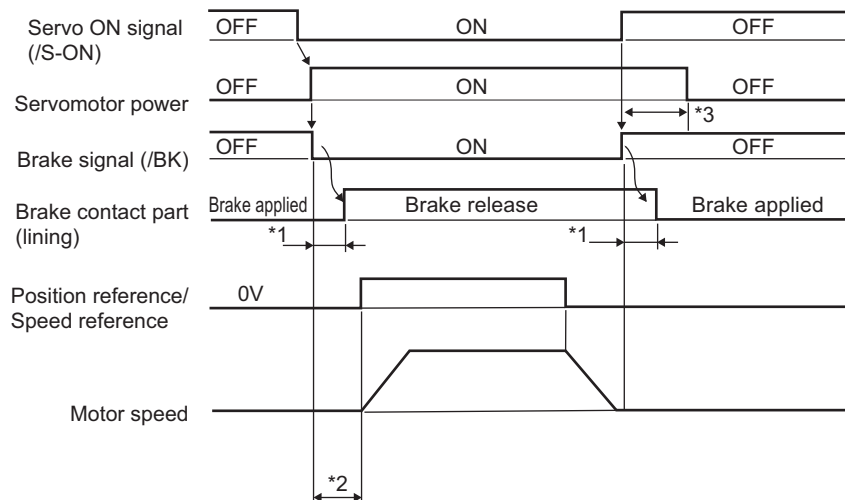 Servo ON signal
(/S-ON)
OFF ON OFF
Servomotor power
OFF ON OFF
*3
Brake signal (/BK)
OFF ON OFF
Brake contact part
(lining)
Brake applied Brake release Brake applied
*1 *1
Position reference/
Speed reference
0V
Motor speed
*2